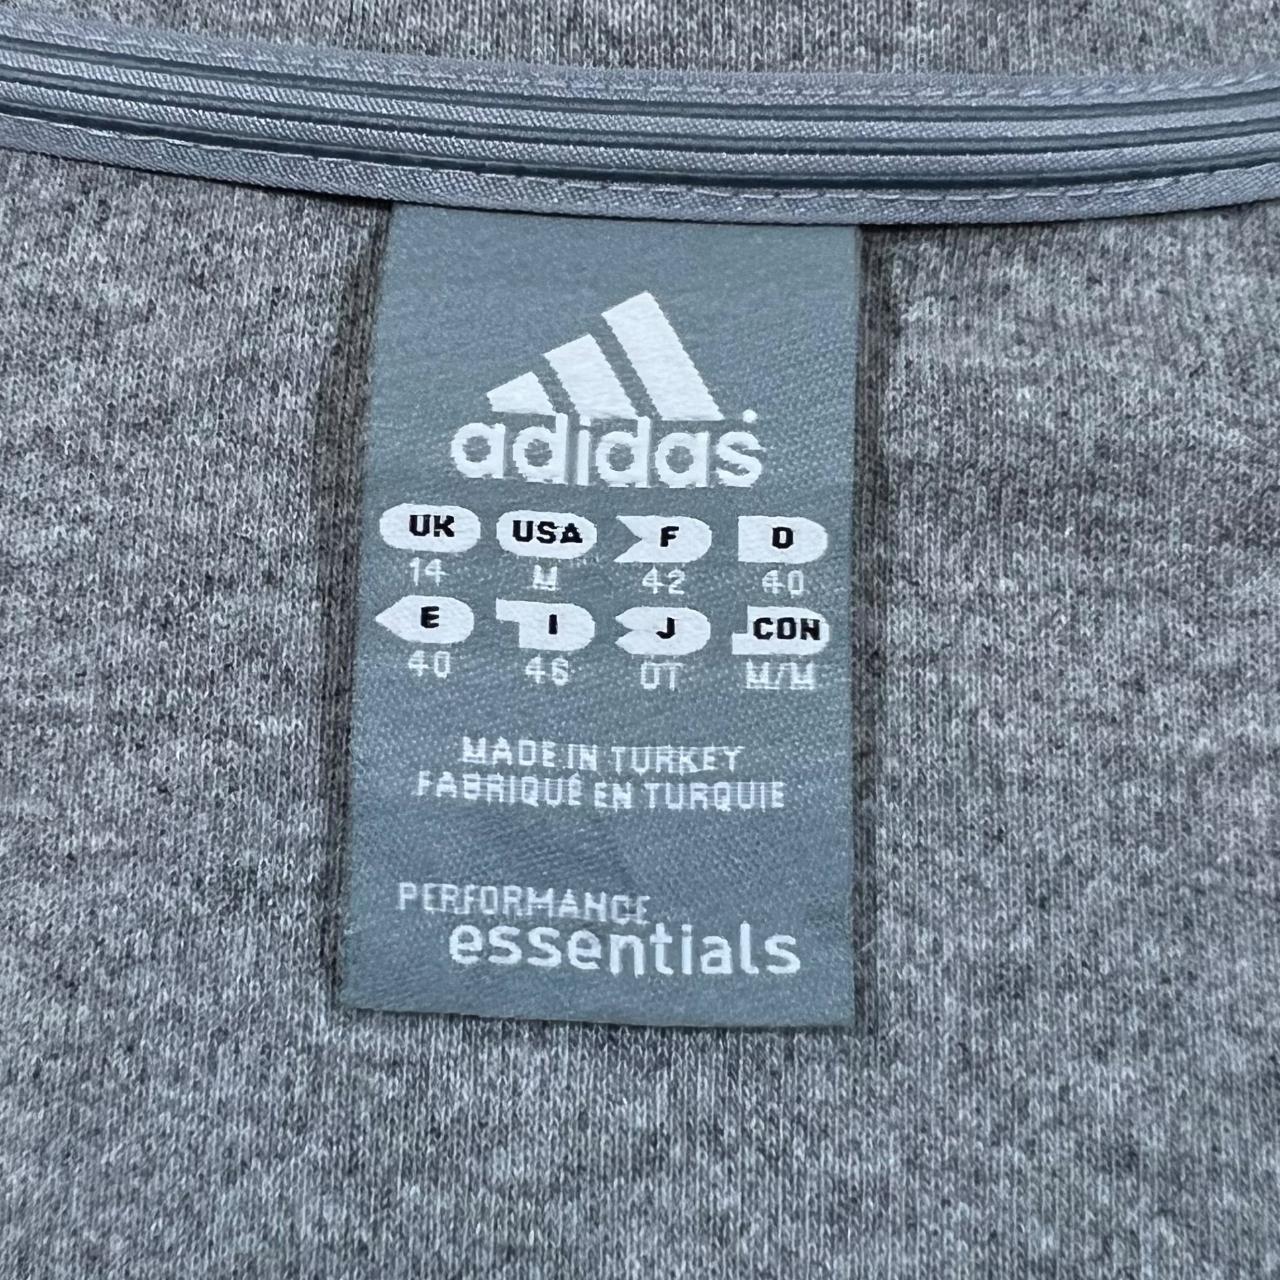 adidas
UK USA F D
14 M 42 40
E I J CON
40 46 OT M/M
MADE IN TURKEY
FABRIQUÉ EN TURQUIE
PERFORMANCE
essentials